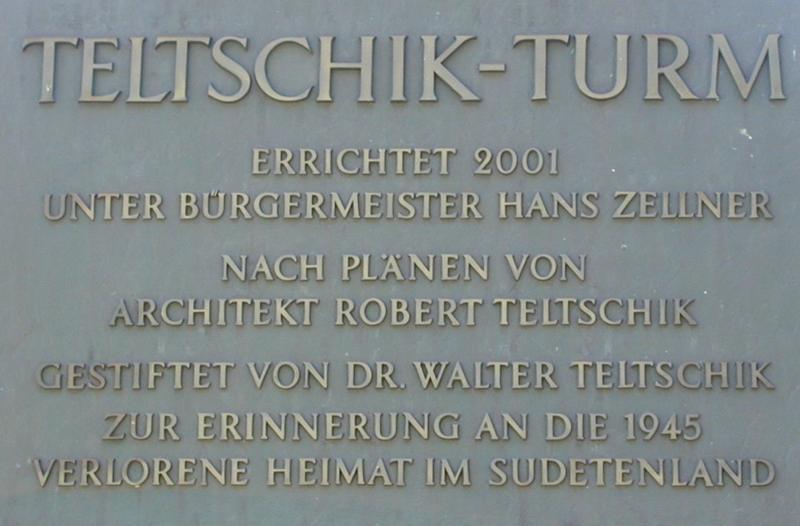 TELTSCHIK-TURM
ERRICHTET 2001
UNTER BÜRGERMEISTER HANS ZELLNER
NACH PLÄNEN VON
ARCHITEKT ROBERT TELTSCHIK
GESTIFTET VON DR. WALTER TELTSCHIK
ZUR ERINNERUNG AN DIE 1945
VERLORENE HEIMAT IM SUDETENLAND